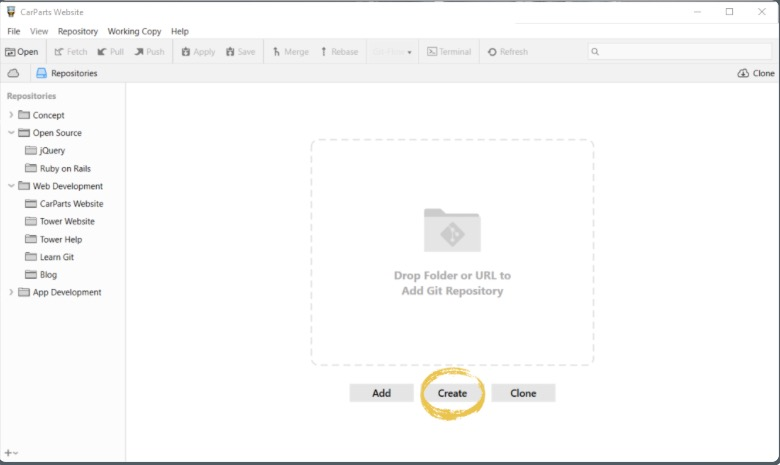 CarParts Website
File View Repository Working Copy Help
Open Fetch Pull Push Apply Save Merge Rebase Terminal Refresh
Repositories Clone
Repositories
Concept
Open Source
jQuery
Ruby on Rails
Web Development
CarParts Website
Tower Website
Tower Help
Learn Git
Blog
App Development
Drop Folder or URL to
Add Git Repository
Add Create Clone